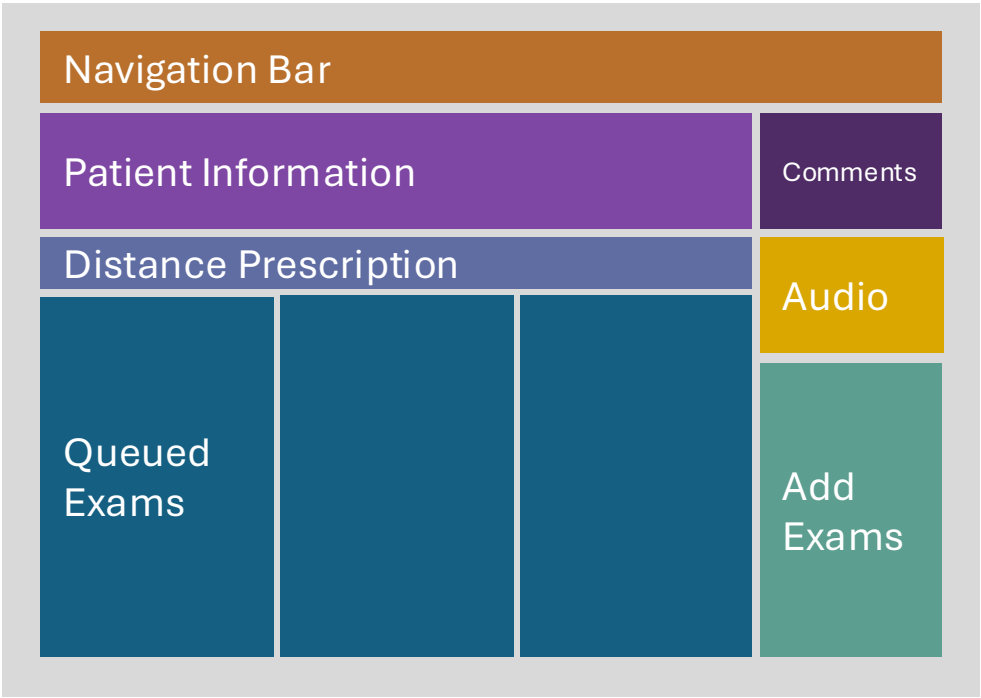 Navigation Bar
Patient Information
Comments
Distance Prescription
Audio
Queued
Exams
Add
Exams